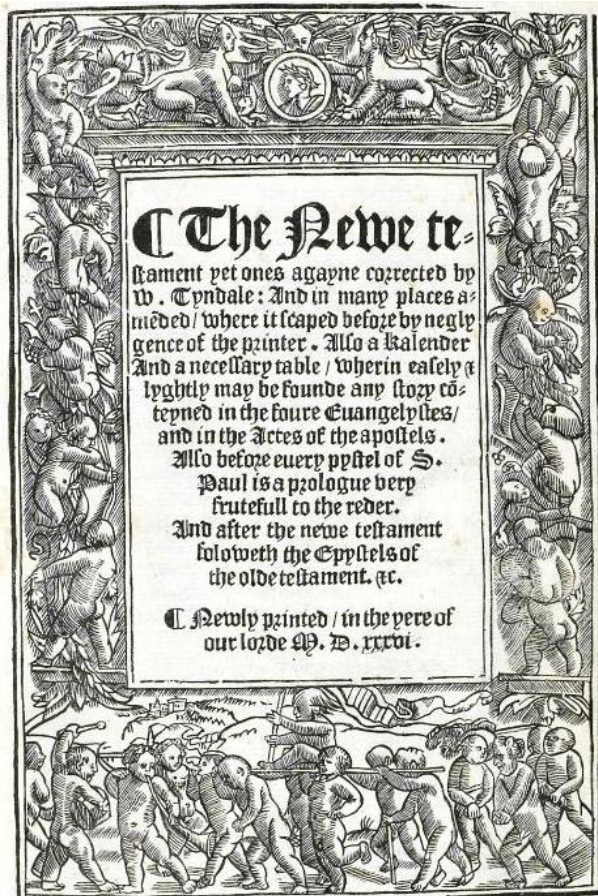 ¶ The Newe te⸗
stament yet ones agayne corrected by
W . Tyndale : And in many places a⸗
mēded / where it scaped before by negly
gence of the printer . Also a Kalender
And a necessary table / wherin easely ⁊
lyghtly may be founde any story cō⸗
teyned in the foure Euangelystes /
and in the Actes of the apostels .
Also before euery pystel of S .
Paul is a prologue very
frutefull to the reder .
And after the newe testament
foloweth the Epystels of
the olde testament . ⁊c .
¶ Newly printed / in the yere of
our lorde M . D . xxxvi .